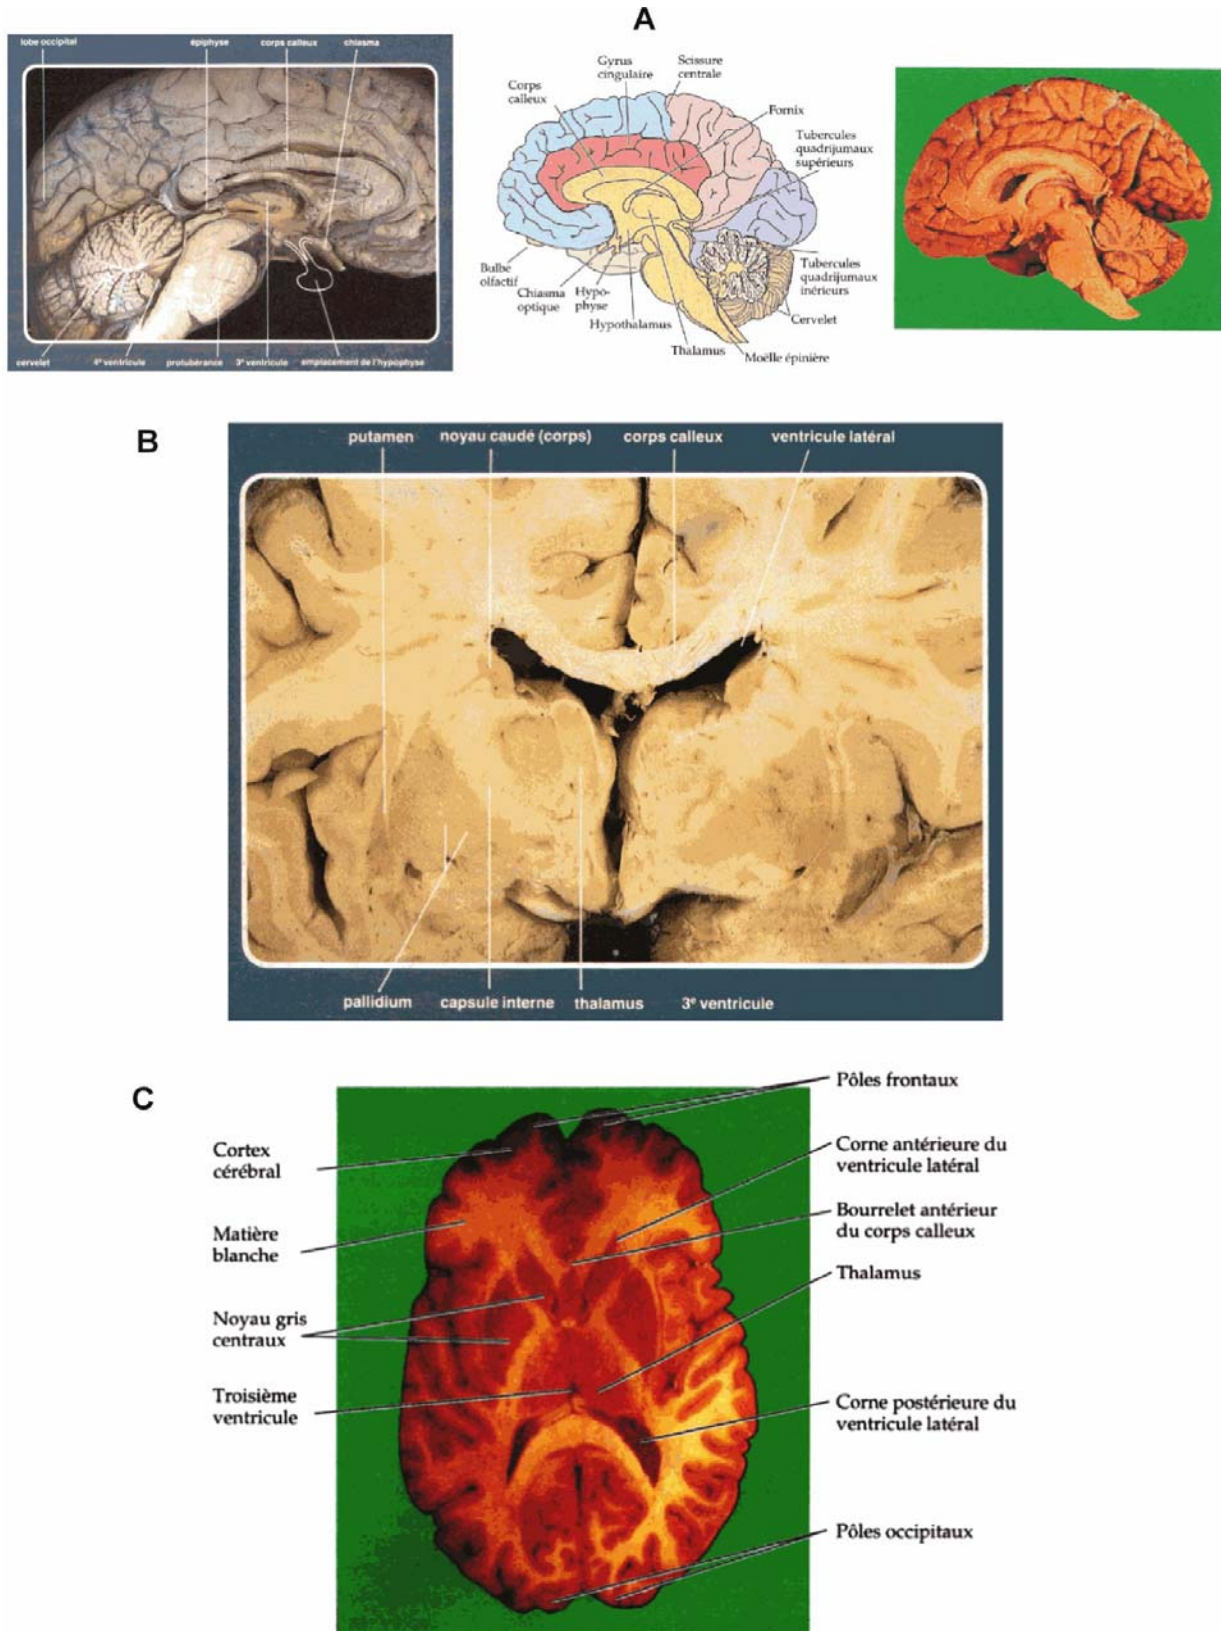 A
lobe occipital
épiphyse
corps calleux
chiasma
cervelet
4e ventricule
protubérance
3e ventricule
emplacement de l'hypophyse
Gyrus
cingulaire
Scissure
centrale
Corps
calleux
Fornix
Tubercules
quadrijumaux
supérieurs
Bulbe
olfactif
Chiasma
optique
Hypo-
physe
Hypothalamus
Thalamus
Moëlle épinière
Cervelet
Tubercules
quadrijumaux
inérieurs
B
putamen
noyau caudé (corps)
corps calleux
ventricule latéral
pallidium
capsule interne
thalamus
3e ventricule
C
Cortex
cérébral
Matière
blanche
Noyau gris
centraux
Troisième
ventricule
Pôles frontaux
Corne antérieure du
ventricule latéral
Bourrelet antérieur
du corps calleux
Thalamus
Corne postérieure du
ventricule latéral
Pôles occipitaux